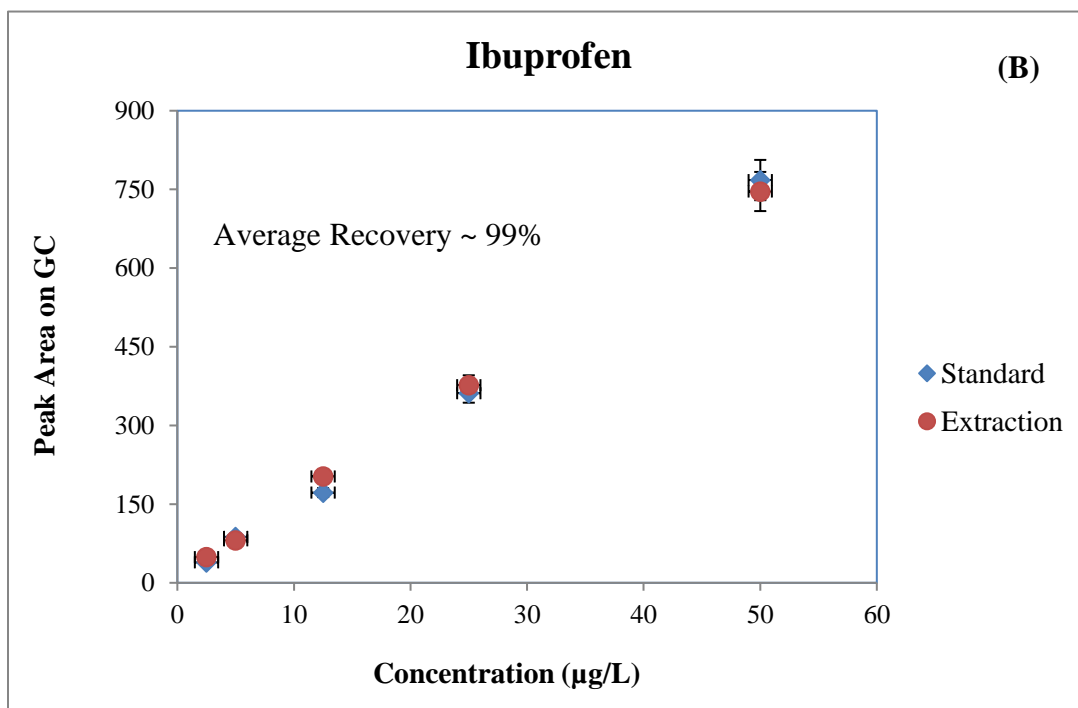 Ibuprofen
(B)
900
750
600
450
300
150
0
Average Recovery ~ 99%
Peak Area on GC
Standard
Extraction
0 10 20 30 40 50 60
Concentration (µg/L)